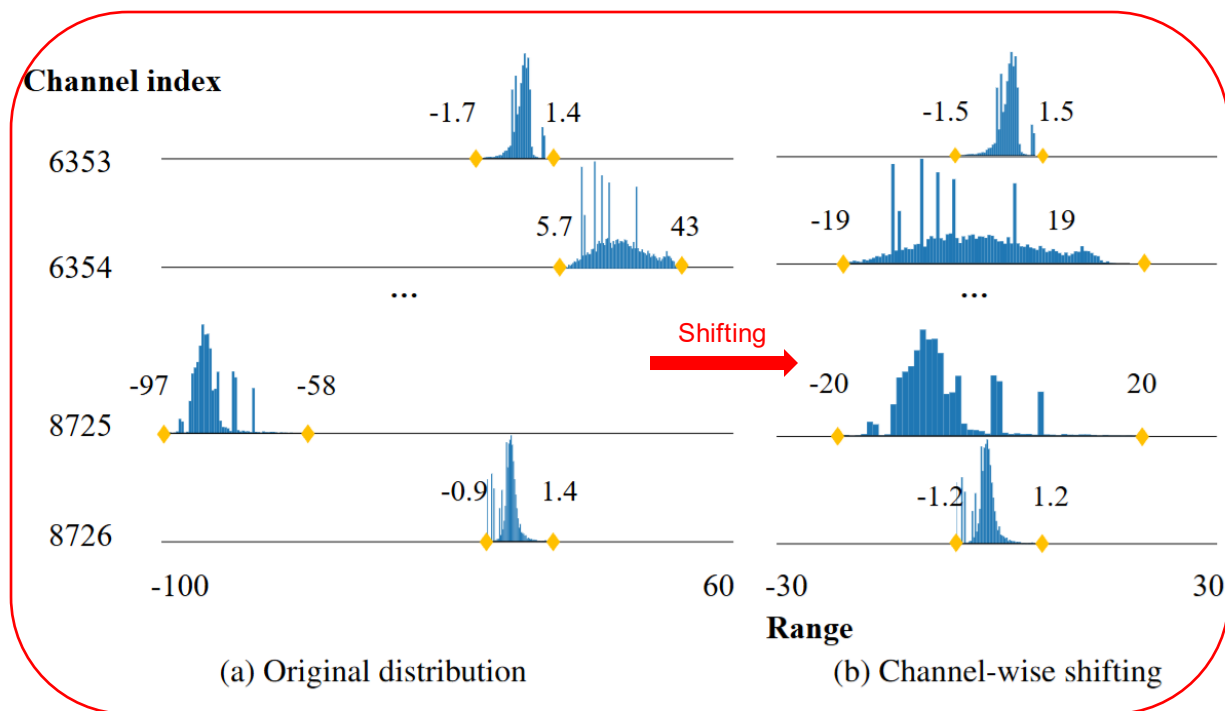 Channel index
-1.7 1.4 -1.5 1.5
6353
5.7 43 -19 19
6354
... ...
Shifting
-97 -58 -20 20
8725
-0.9 1.4 -1.2 1.2
8726
-100 60 -30 30
Range
(a) Original distribution (b) Channel-wise shifting